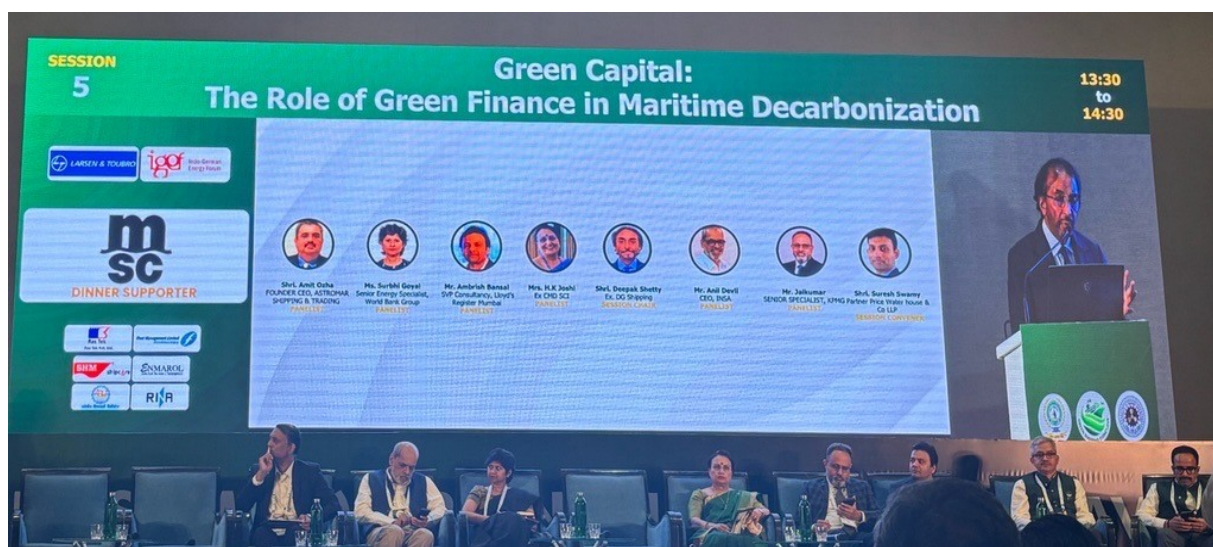 SESSION
5
Green Capital:
The Role of Green Finance in Maritime Decarbonization
13:30
to
14:30
LARSEN & TOUBRO
igef Indo-German
Energy Forum
msc
DINNER SUPPORTER
BHM
ENMAROL
RINA
Shri. Amit Ozha
FOUNDER CEO, ASTROMAR
SHIPPING & TRADING
PANELIST
Ms. Surbhi Goyal
Senior Energy Specialist,
World Bank Group
PANELIST
Mr. Ambrish Bansal
SVP Consultancy, Lloyd's
Register Mumbai
PANELIST
Mrs. H.K Joshi
Ex CMD SCI
PANELIST
Shri. Deepak Shetty
Ex. DG Shipping
SESSION CHAIR
Mr. Anil Devli
CEO, INSA
PANELIST
Mr. Jaikumar
SENIOR SPECIALIST, KPMG
PANELIST
Shri. Suresh Swamy
Partner Price Water house &
Co LLP
SESSION CONVENER